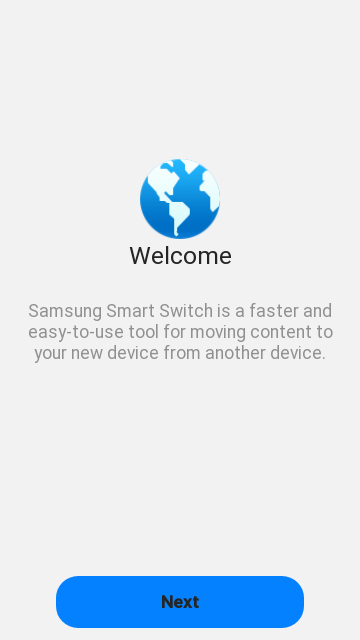 Welcome
Samsung Smart Switch is a faster and
easy-to-use tool for moving content to
your new device from another device.
Next